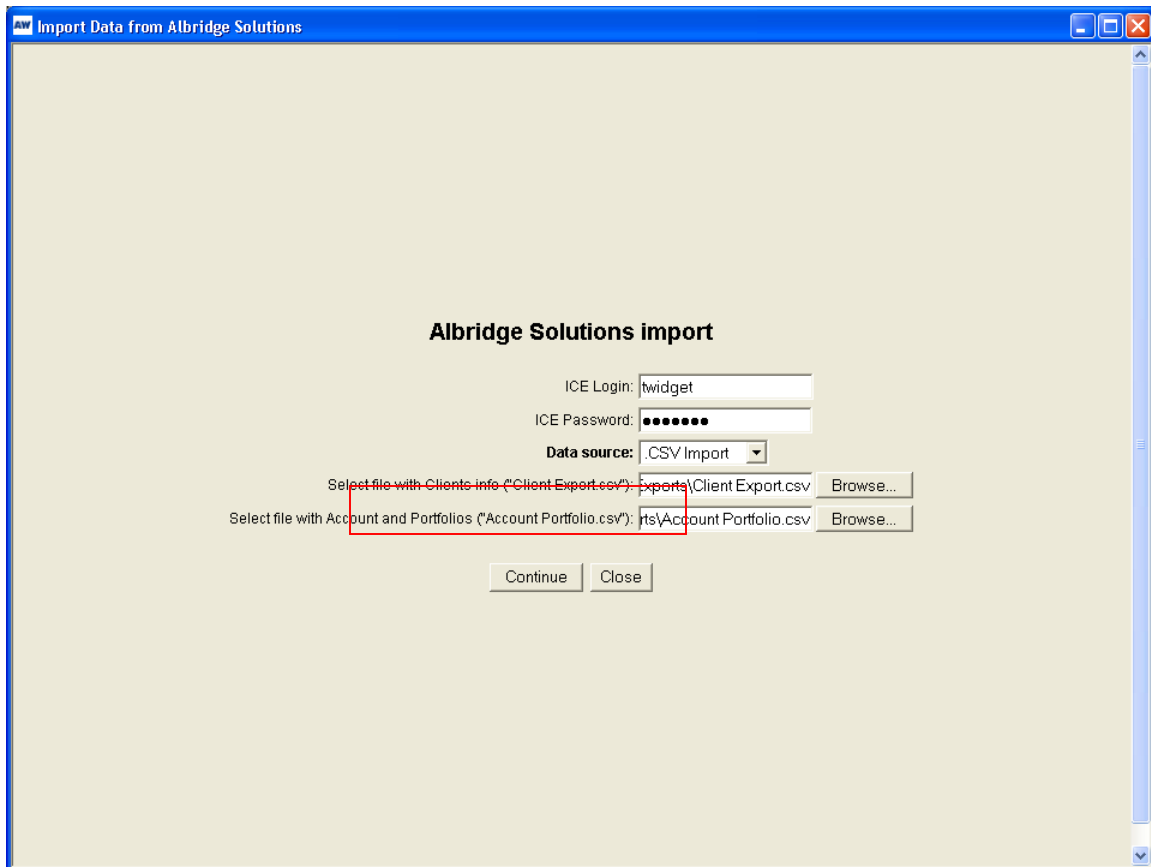 AW Import Data from Albridge Solutions
Albridge Solutions import
ICE Login: twidget
ICE Password: ●●●●●●●
Data source: .CSV Import
Select file with Clients info ("Client Export.csv"): Exports\Client Export.csv Browse...
Select file with Account and Portfolios ("Account Portfolio.csv"): rts\Account Portfolio.csv Browse...
Continue Close